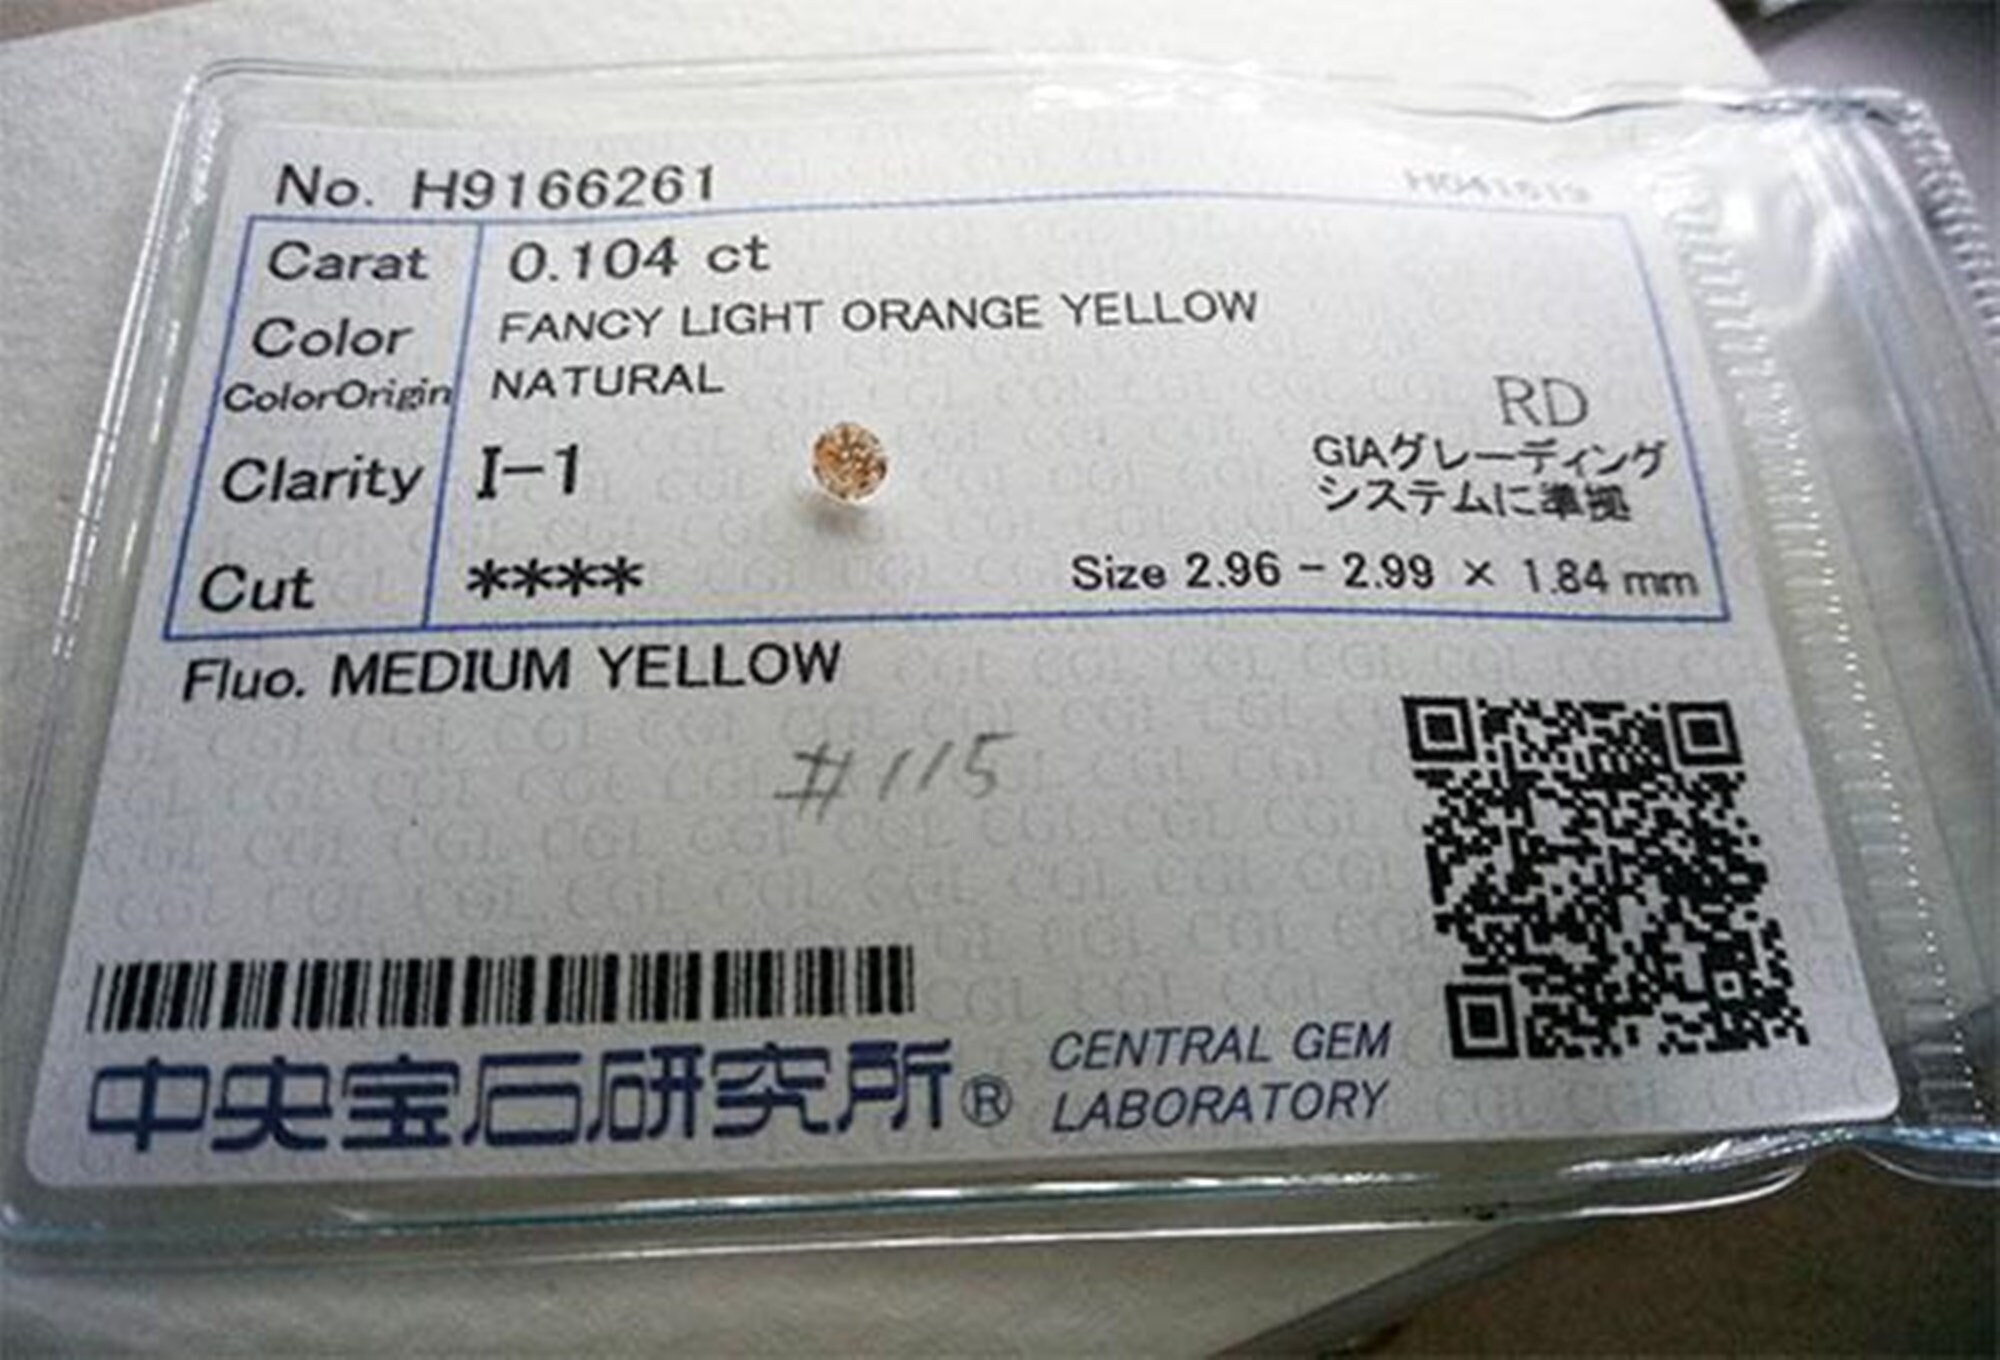 No. H9166261
Carat 0.104 ct
Color FANCY LIGHT ORANGE YELLOW
ColorOrigin NATURAL
RD
GIAグレーディング
システムに準拠
Clarity I-1
Cut ****
Size 2.96 - 2.99 × 1.84 mm
Fluo. MEDIUM YELLOW
#115
中央宝石研究所®
CENTRAL GEM
LABORATORY